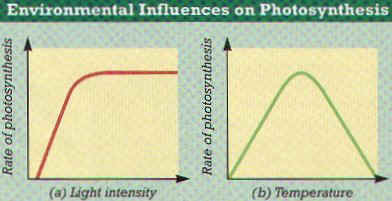 Environmental Influences on Photosynthesis
Rate of photosynthesis
(a) Light intensity
Rate of photosynthesis
(b) Temperature